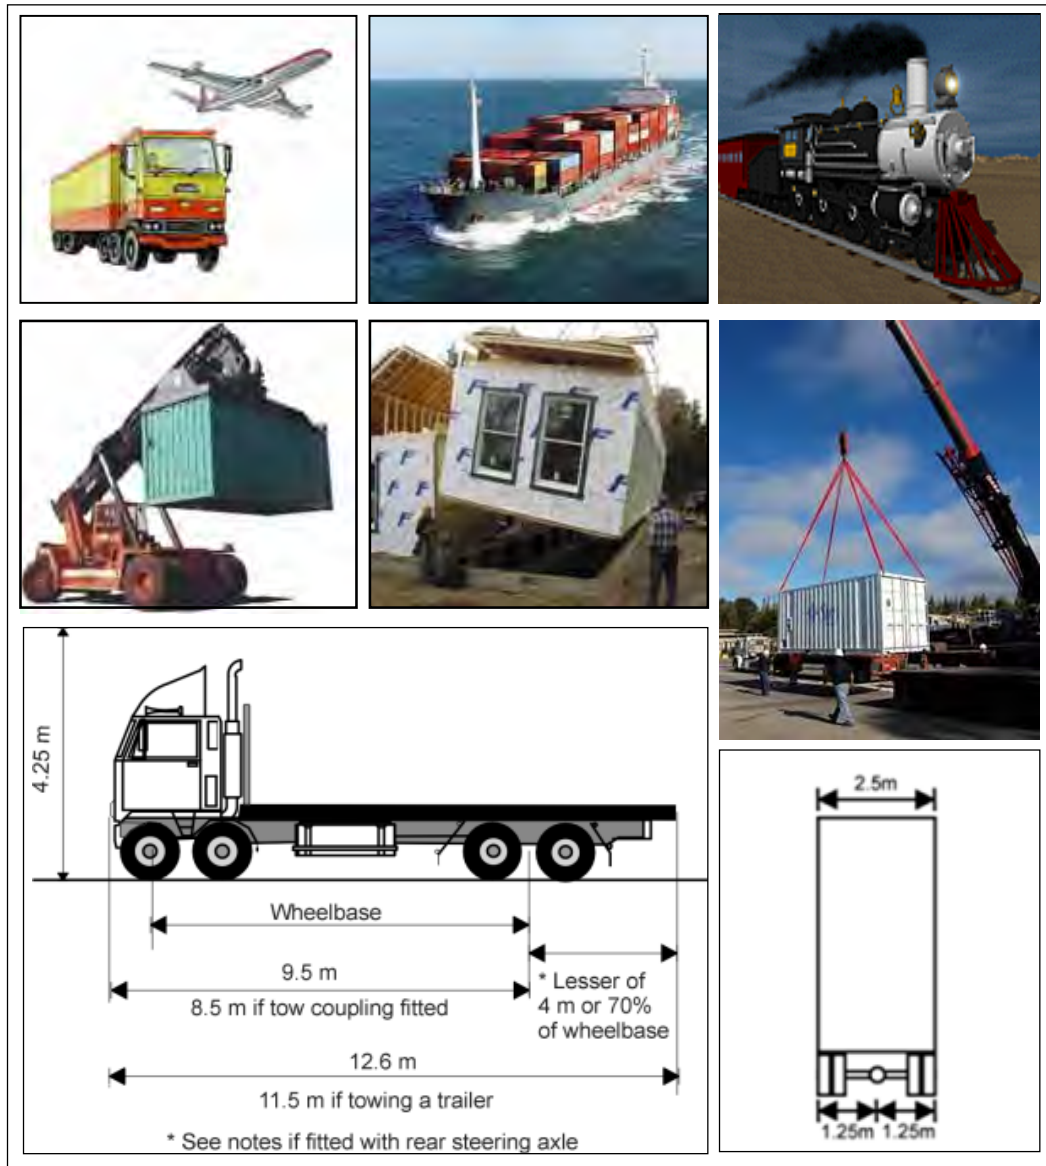 4.25 m
Wheelbase
9.5 m
8.5 m if tow coupling fitted
* Lesser of
4 m or 70%
of wheelbase
12.6 m
11.5 m if towing a trailer
* See notes if fitted with rear steering axle
2.5m
1.25m 1.25m